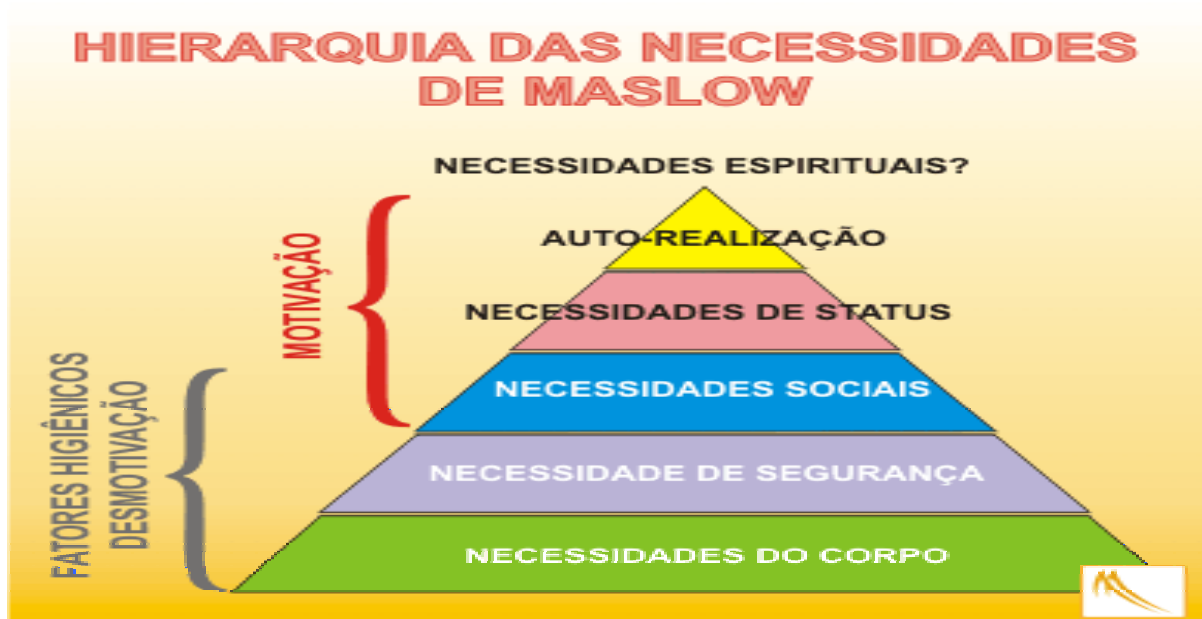 HIERARQUIA DAS NECESSIDADES
DE MASLOW
NECESSIDADES ESPIRITUAIS?
AUTO-REALIZAÇÃO
NECESSIDADES DE STATUS
NECESSIDADES SOCIAIS
NECESSIDADE DE SEGURANÇA
NECESSIDADES DO CORPO
MOTIVAÇÃO
FATORES HIGIÊNICOS
DESMOTIVAÇÃO